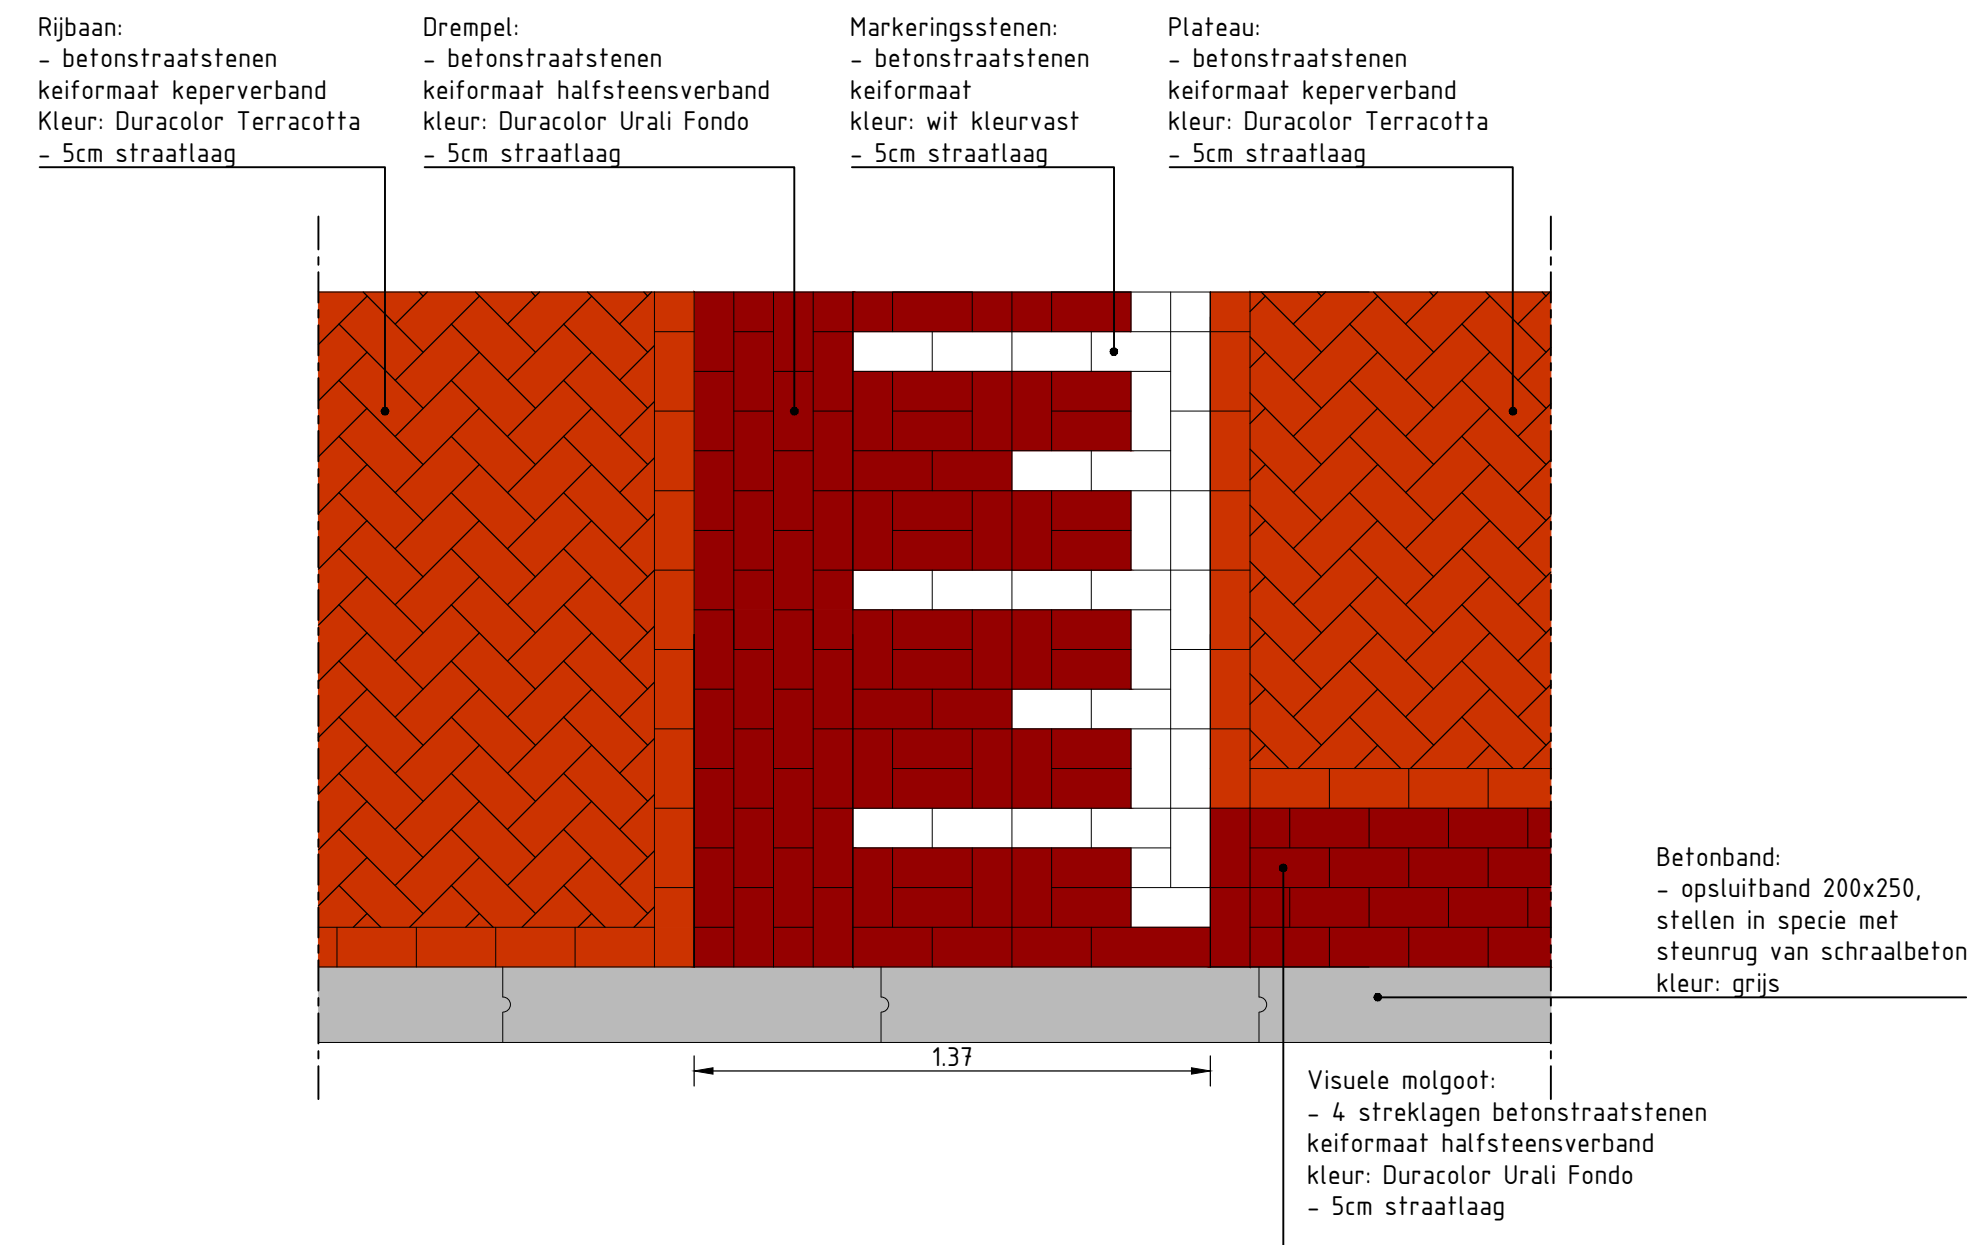 Rijbaan:
- betonstraatstenen
keiformaat keperverband
Kleur: Duracolor Terracotta
- 5cm straatlaag
Drempel:
- betonstraatstenen
keiformaat halfsteensverband
kleur: Duracolor Urali Fondo
- 5cm straatlaag
Markeringsstenen:
- betonstraatstenen
keiformaat
kleur: wit kleurvast
- 5cm straatlaag
Plateau:
- betonstraatstenen
keiformaat keperverband
kleur: Duracolor Terracotta
- 5cm straatlaag
Betonband:
- opsluitband 200x250,
stellen in specie met
steunrug van schraalbeton
kleur: grijs
1.37
Visuele molgoot:
- 4 streklagen betonstraatstenen
keiformaat halfsteensverband
kleur: Duracolor Urali Fondo
- 5cm straatlaag